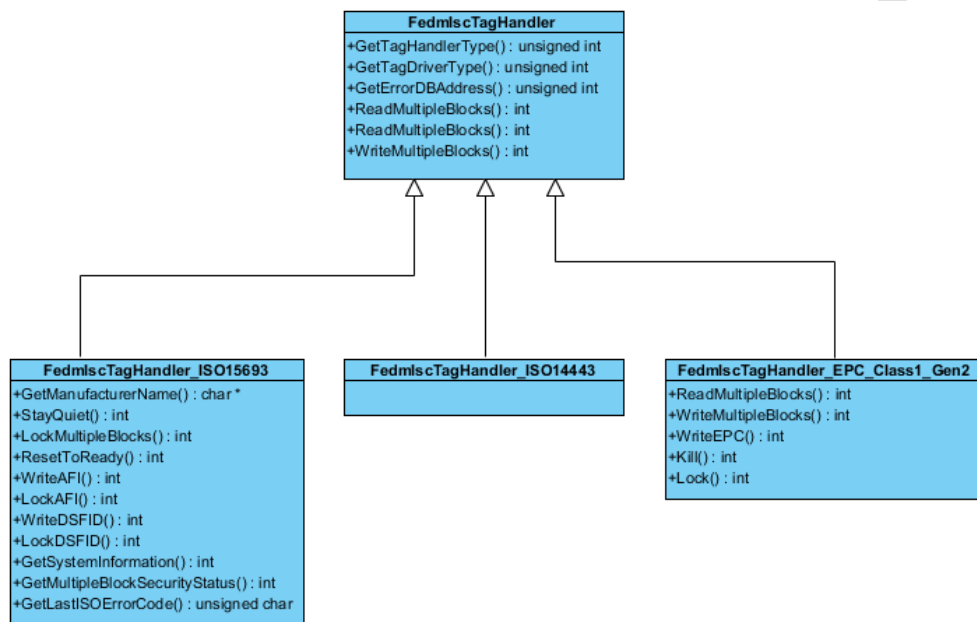 FedmIscTagHandler
+GetTagHandlerType() : unsigned int
+GetTagDriverType() : unsigned int
+GetErrorDBAddress() : unsigned int
+ReadMultipleBlocks() : int
+ReadMultipleBlocks() : int
+WriteMultipleBlocks() : int
FedmIscTagHandler_ISO15693
+GetManufacturerName() : char *
+StayQuiet() : int
+LockMultipleBlocks() : int
+ResetToReady() : int
+WriteAFI() : int
+LockAFI() : int
+WriteDSFID() : int
+LockDSFID() : int
+GetSystemInformation() : int
+GetMultipleBlockSecurityStatus() : int
+GetLastISOErrorCode() : unsigned char
FedmIscTagHandler_ISO14443
FedmIscTagHandler_EPC_Class1_Gen2
+ReadMultipleBlocks() : int
+WriteMultipleBlocks() : int
+WriteEPC() : int
+Kill() : int
+Lock() : int